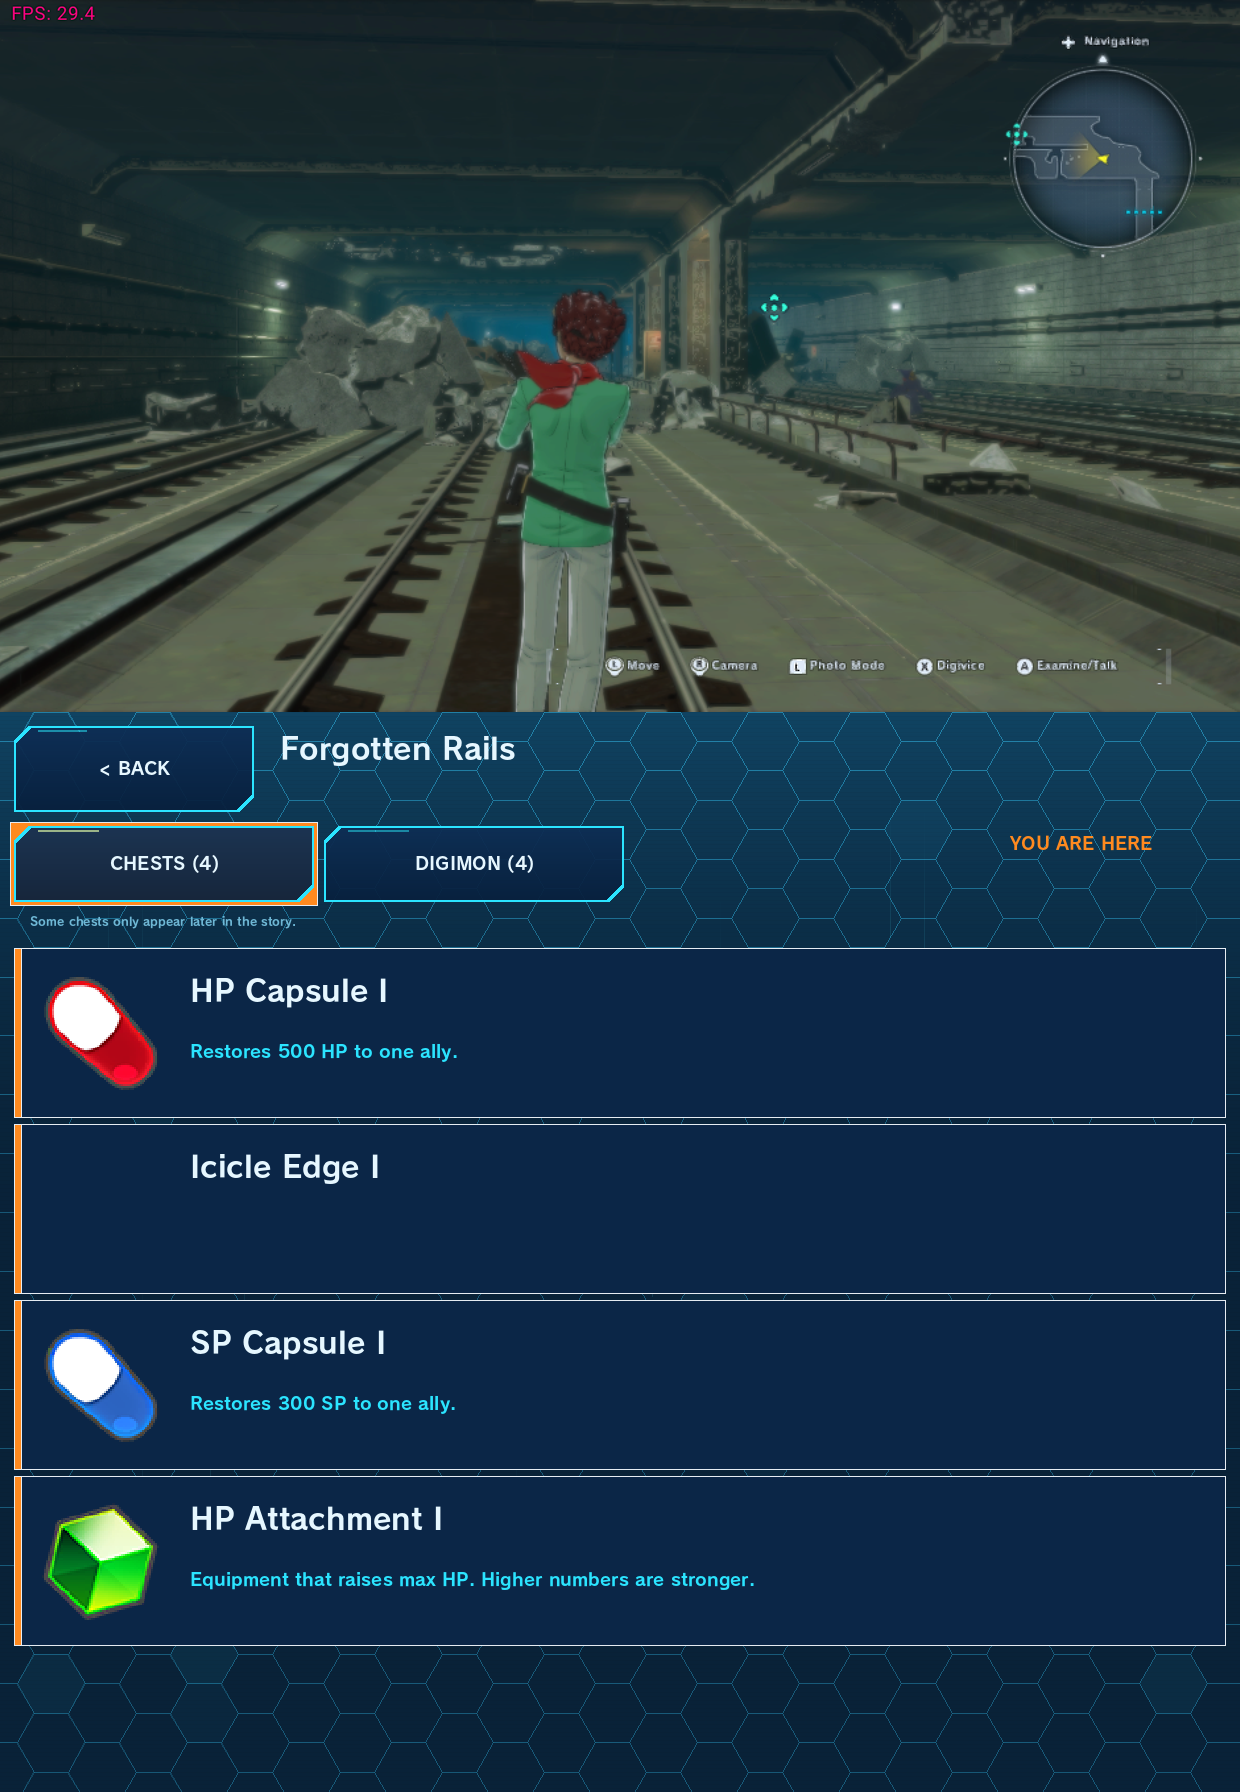 FPS: 29.4
Navigation
L Move
R Camera
L Photo Mode
X Digivice
A Examine/Talk
< BACK
Forgotten Rails
CHESTS (4)
DIGIMON (4)
YOU ARE HERE
Some chests only appear later in the story.
HP Capsule I
Restores 500 HP to one ally.
Icicle Edge I
SP Capsule I
Restores 300 SP to one ally.
HP Attachment I
Equipment that raises max HP. Higher numbers are stronger.